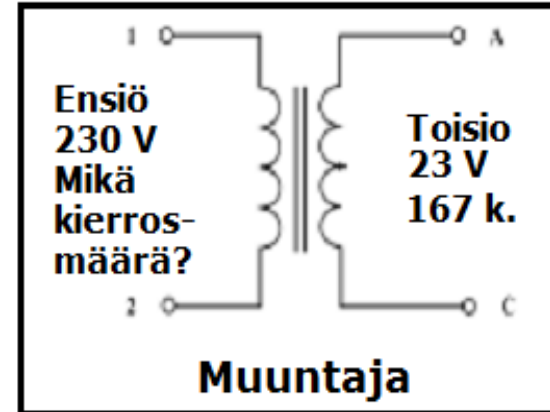 1
A
Ensiö
230 V
Mikä
kierros-
määrä?
Toisio
23 V
167 k.
2
C
Muuntaja